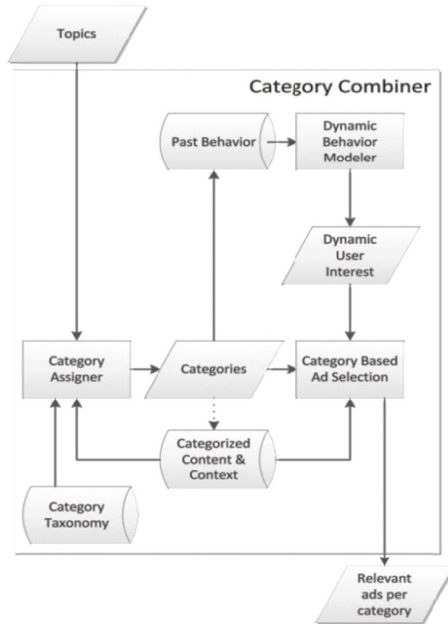 Topics
Category Combiner
Past Behavior
Dynamic
Behavior
Modeler
Dynamic
User
Interest
Category
Assigner
Categories
Category Based
Ad Selection
Categorized
Content &
Context
Category
Taxonomy
Relevant
ads per
category